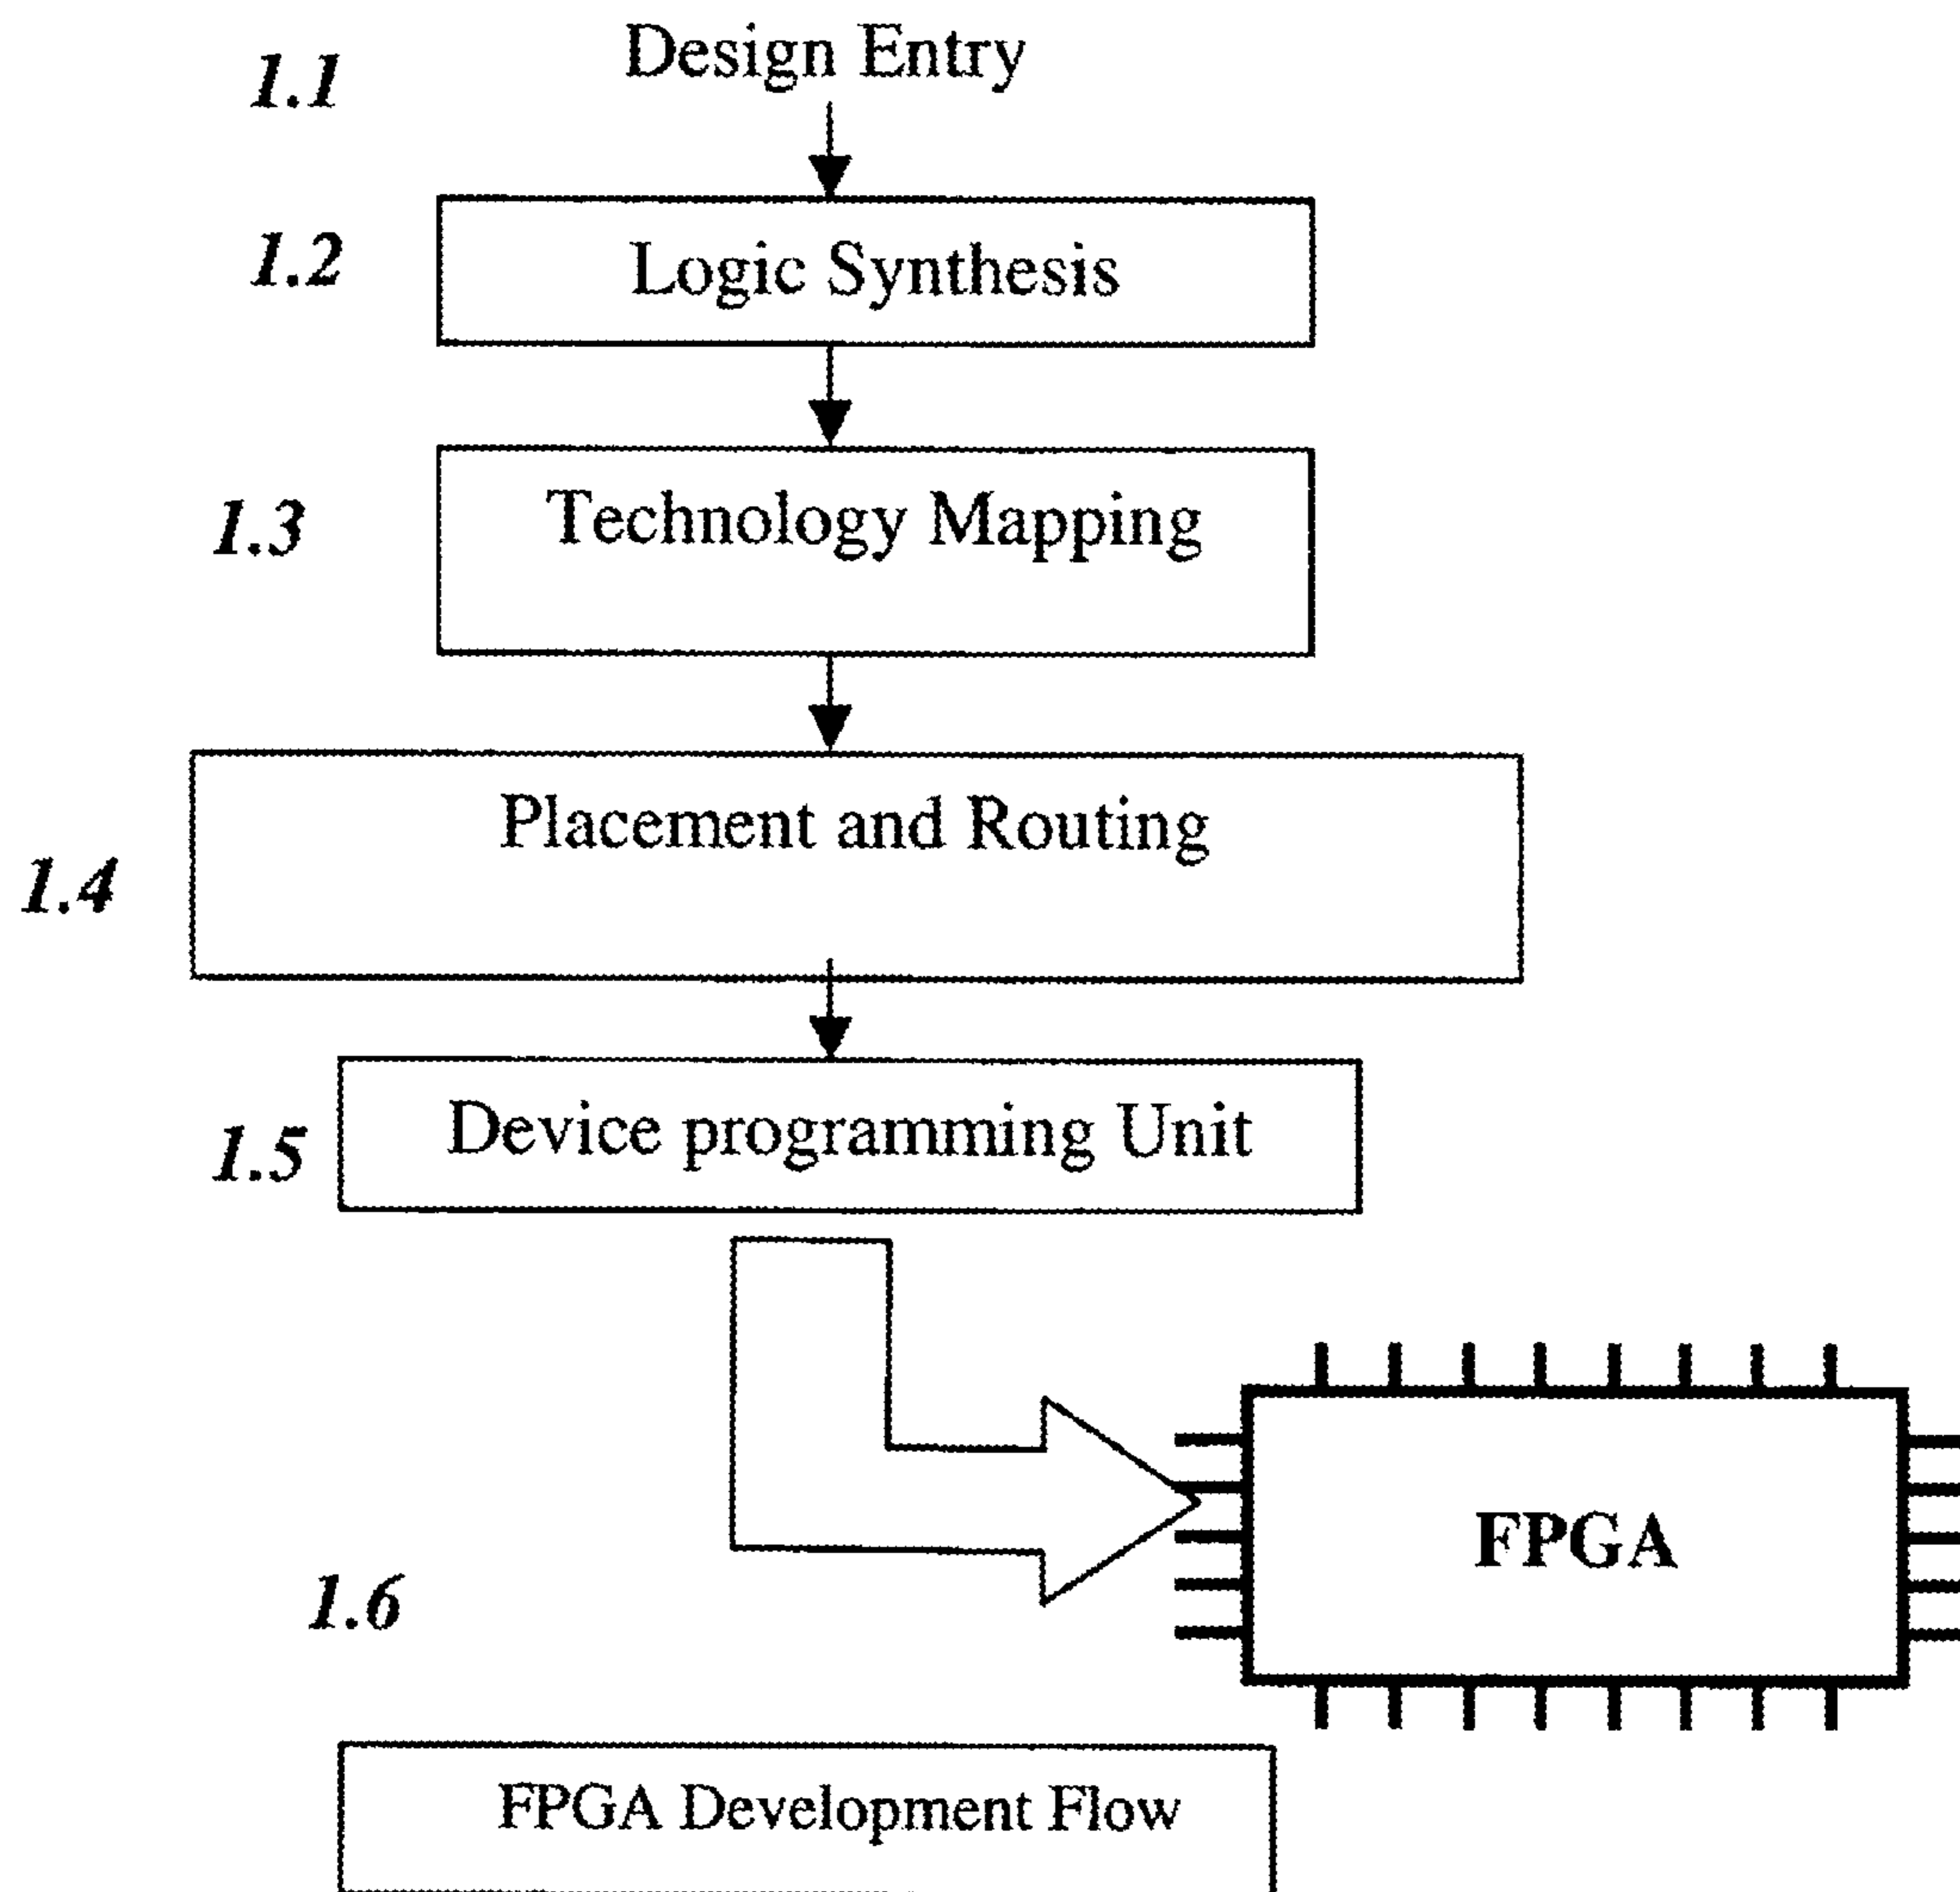 1.1 Design Entry
1.2 Logic Synthesis
1.3 Technology Mapping
Placement and Routing
1.4
1.5 Device programming Unit
FPGA
1.6
FPGA Development Flow